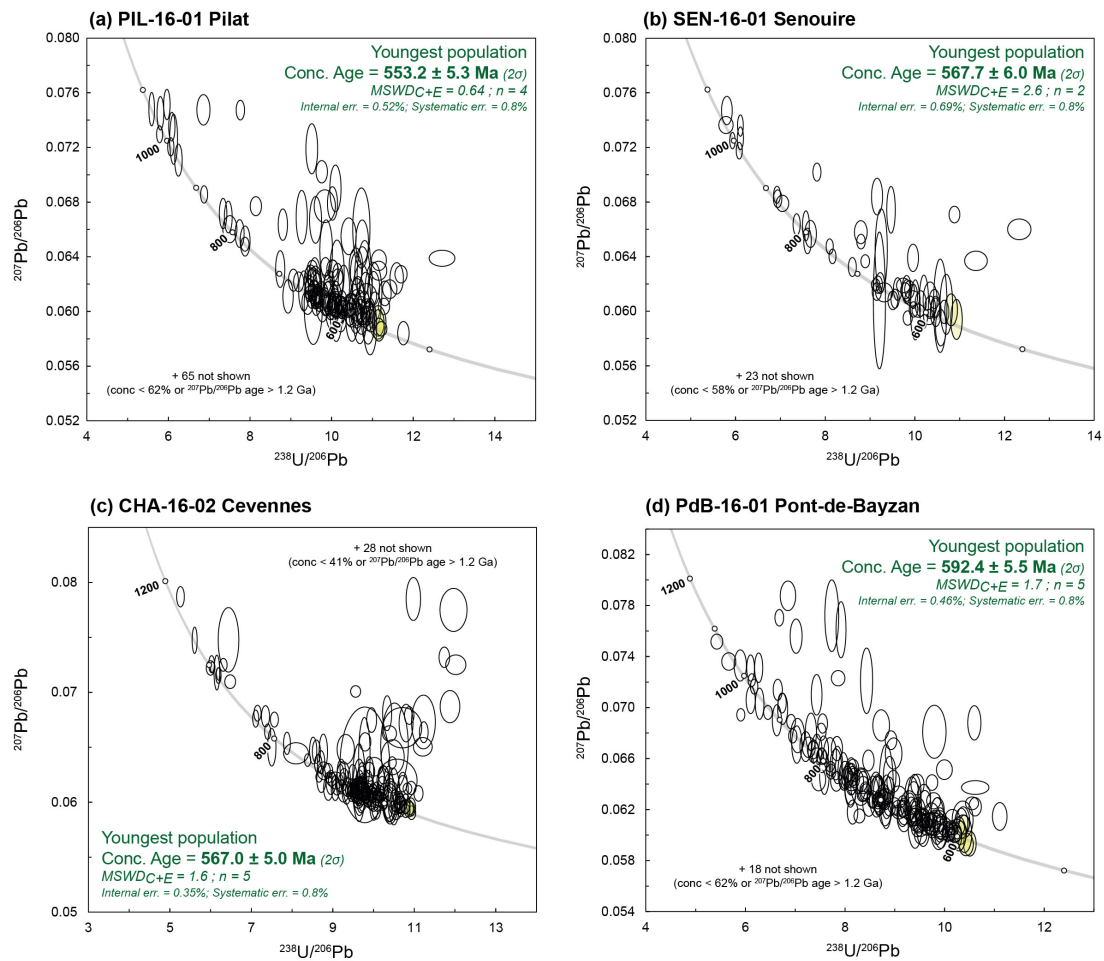 (a) PIL-16-01 Pilat
Youngest population
Conc. Age = 553.2 ± 5.3 Ma (2σ)
MSWDC+E = 0.64 ; n = 4
Internal err. = 0.52%; Systematic err. = 0.8%
0.080
0.076
0.072
0.068
0.064
0.060
0.056
0.052
207Pb/206Pb
1000
800
600
+ 65 not shown
(conc < 62% or 207Pb/206Pb age > 1.2 Ga)
4 6 8 10 12 14
238U/206Pb
(b) SEN-16-01 Senouire
Youngest population
Conc. Age = 567.7 ± 6.0 Ma (2σ)
MSWDC+E = 2.6 ; n = 2
Internal err. = 0.69%; Systematic err. = 0.8%
0.080
0.076
0.072
0.068
0.064
0.060
0.056
0.052
207Pb/206Pb
1000
800
600
+ 23 not shown
(conc < 58% or 207Pb/206Pb age > 1.2 Ga)
4 6 8 10 12 14
238U/206Pb
(c) CHA-16-02 Cevennes
+ 28 not shown
(conc < 41% or 207Pb/206Pb age > 1.2 Ga)
0.08
0.07
0.06
0.05
207Pb/206Pb
1200
800
Youngest population
Conc. Age = 567.0 ± 5.0 Ma (2σ)
MSWDC+E = 1.6 ; n = 5
Internal err. = 0.35%; Systematic err. = 0.8%
3 5 7 9 11 13
238U/206Pb
(d) PdB-16-01 Pont-de-Bayzan
Youngest population
Conc. Age = 592.4 ± 5.5 Ma (2σ)
MSWDC+E = 1.7 ; n = 5
Internal err. = 0.46%; Systematic err. = 0.8%
0.082
0.078
0.074
0.070
0.066
0.062
0.058
0.054
207Pb/206Pb
1200
1000
800
600
+ 18 not shown
(conc < 62% or 207Pb/206Pb age > 1.2 Ga)
4 6 8 10 12
238U/206Pb